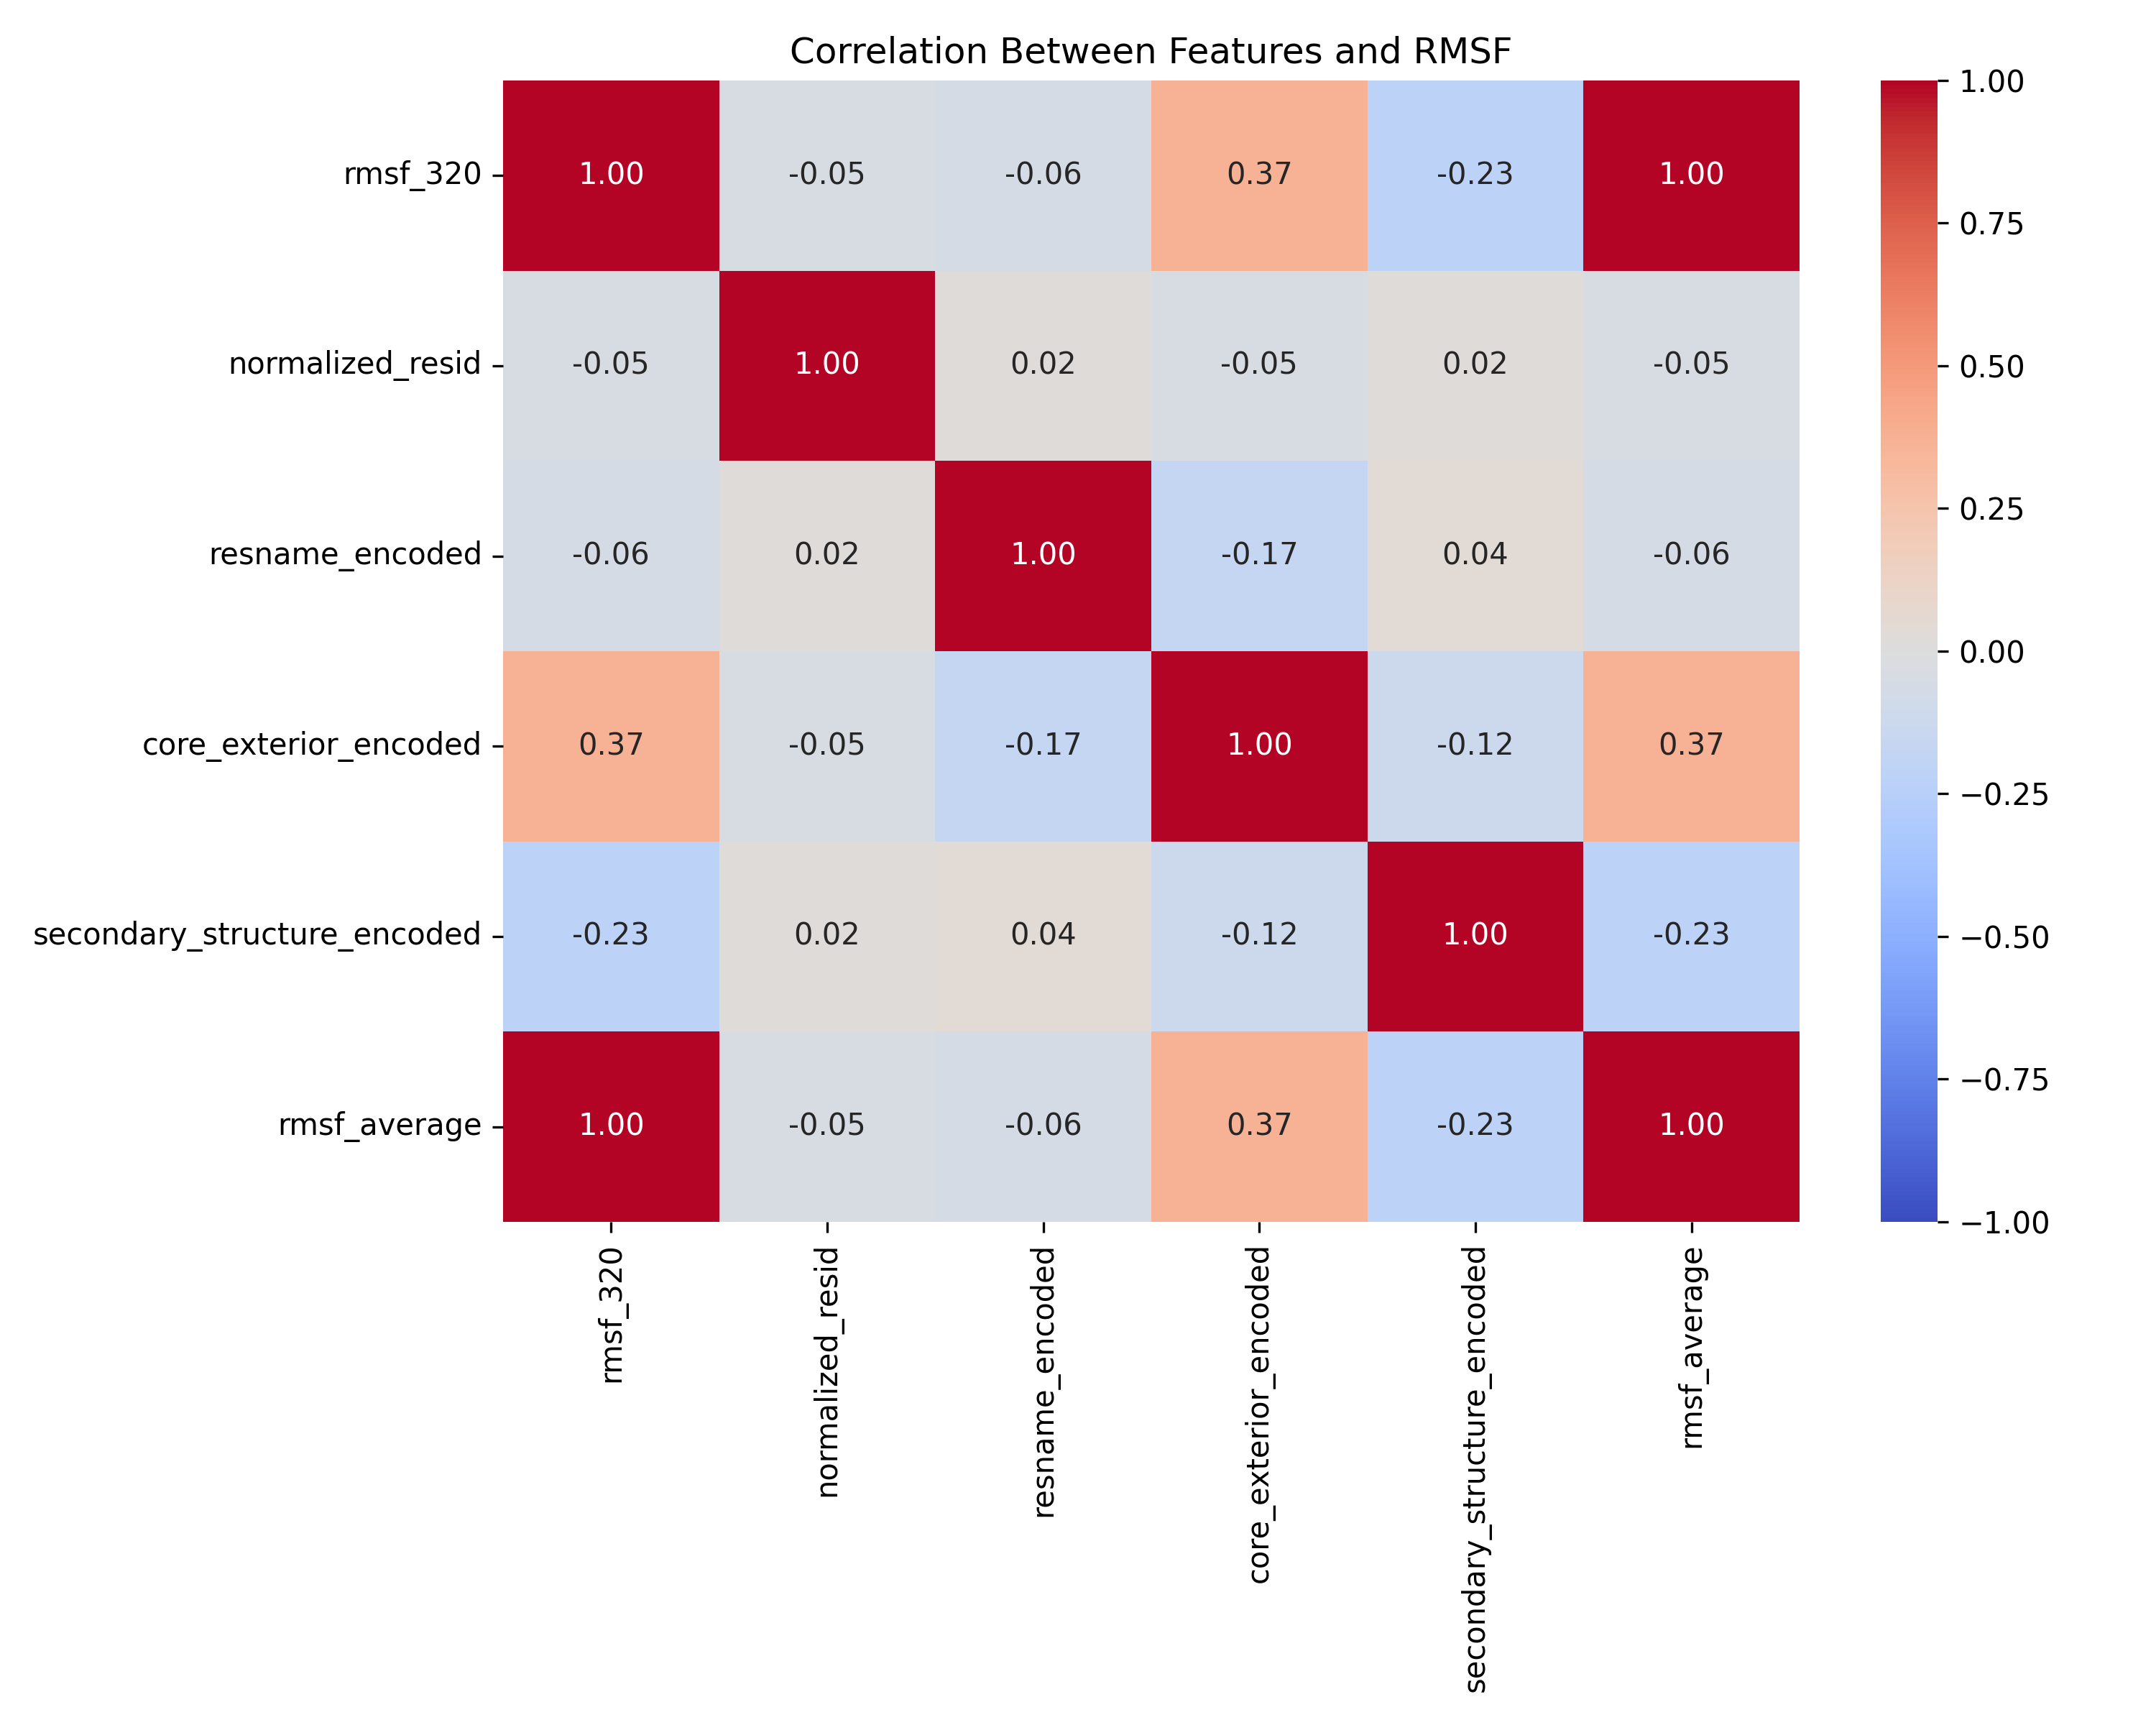 Correlation Between Features and RMSF
rmsf_320 1.00 -0.05 -0.06 0.37 -0.23 1.00
normalized_resid -0.05 1.00 0.02 -0.05 0.02 -0.05
resname_encoded -0.06 0.02 1.00 -0.17 0.04 -0.06
core_exterior_encoded 0.37 -0.05 -0.17 1.00 -0.12 0.37
secondary_structure_encoded -0.23 0.02 0.04 -0.12 1.00 -0.23
rmsf_average 1.00 -0.05 -0.06 0.37 -0.23 1.00
rmsf_320
normalized_resid
resname_encoded
core_exterior_encoded
secondary_structure_encoded
rmsf_average
1.00
0.75
0.50
0.25
0.00
−0.25
−0.50
−0.75
−1.00